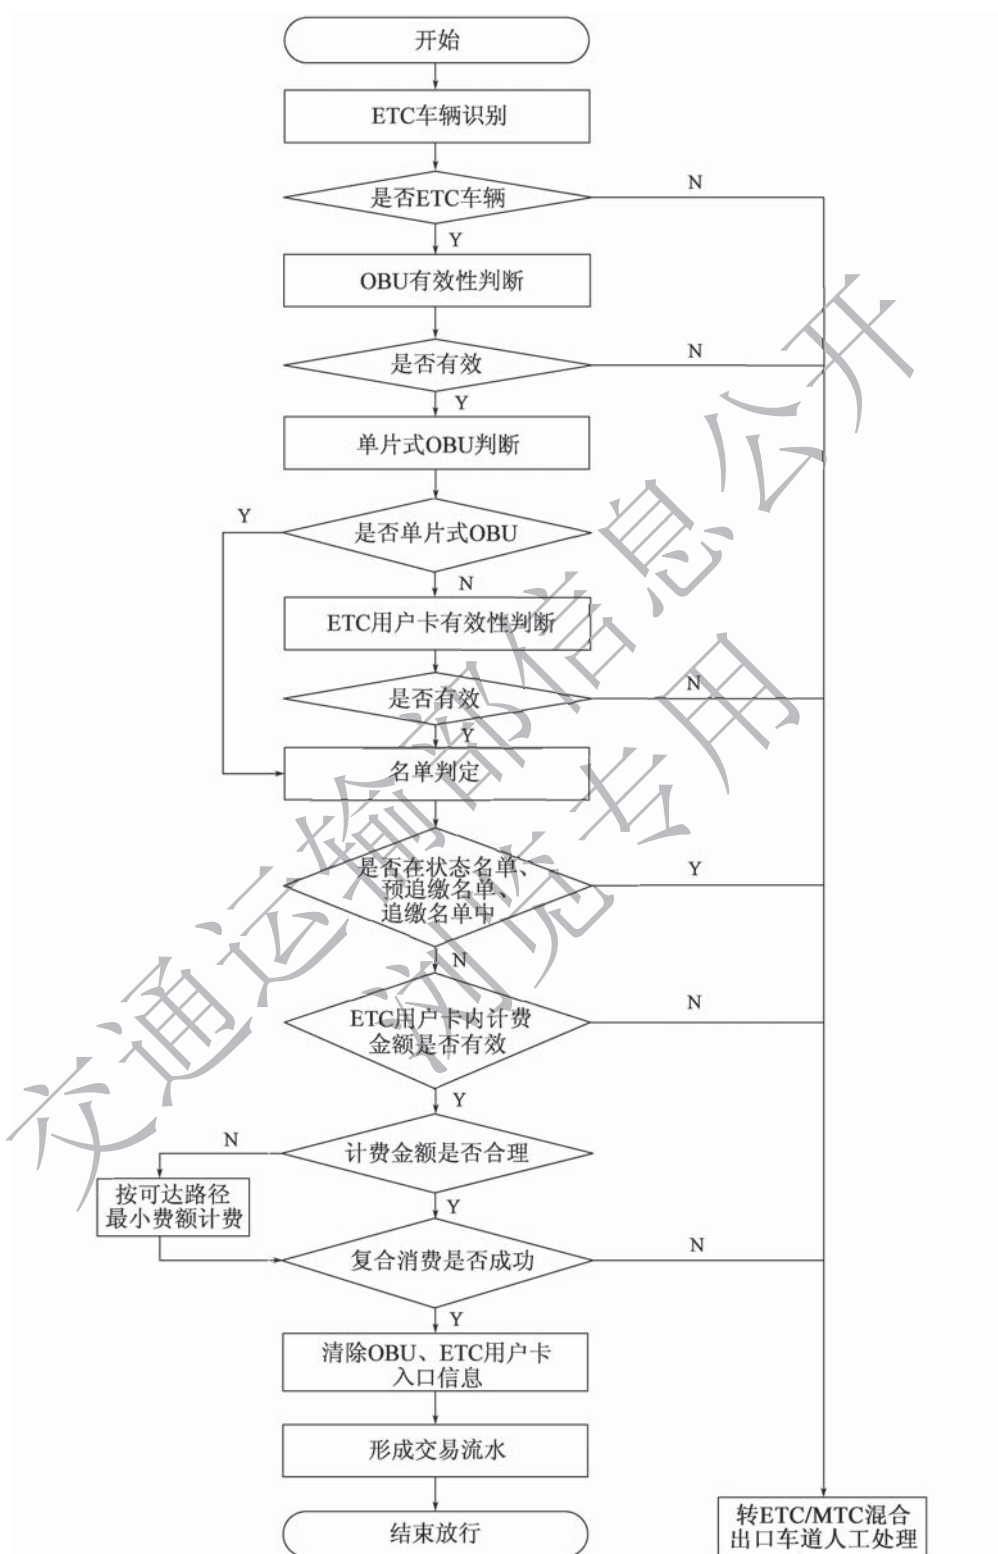 开始
ETC车辆识别
是否ETC车辆
N
Y
OBU有效性判断
是否有效
N
Y
单片式OBU判断
是否单片式OBU
Y
N
ETC用户卡有效性判断
是否有效
N
Y
名单判定
是否在状态名单、
预追缴名单、
追缴名单中
Y
N
ETC用户卡内计费
金额是否有效
N
Y
计费金额是否合理
N
Y
按可达路径
最小费额计费
复合消费是否成功
N
Y
清除OBU、ETC用户卡
入口信息
形成交易流水
结束放行
转ETC/MTC混合
出口车道人工处理
交通运输部信息公开
浏览专用